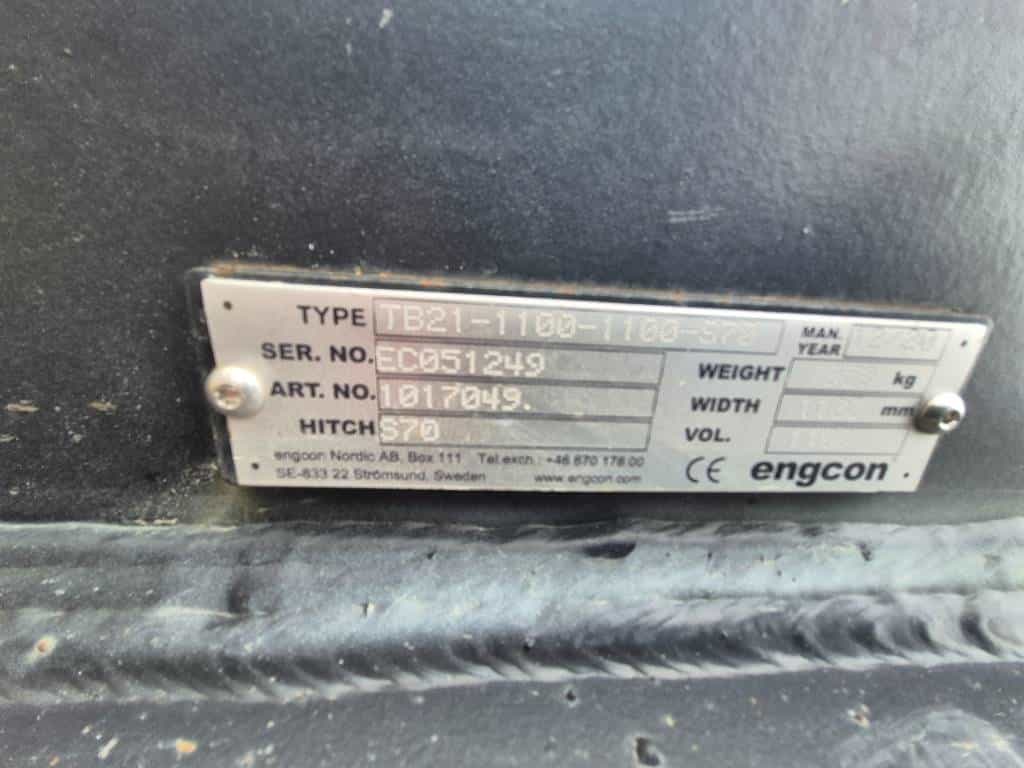 TYPE TB21-1100-1100-S70 MAN. YEAR
SER. NO. EC051249 WEIGHT kg
ART. NO. 1017049. WIDTH mm
HITCH S70 VOL.
engcon Nordic AB, Box 111 Tel.exch.: +46 670 178 00
SE-833 22 Strömsund, Sweden www.engcon.com
CE engcon